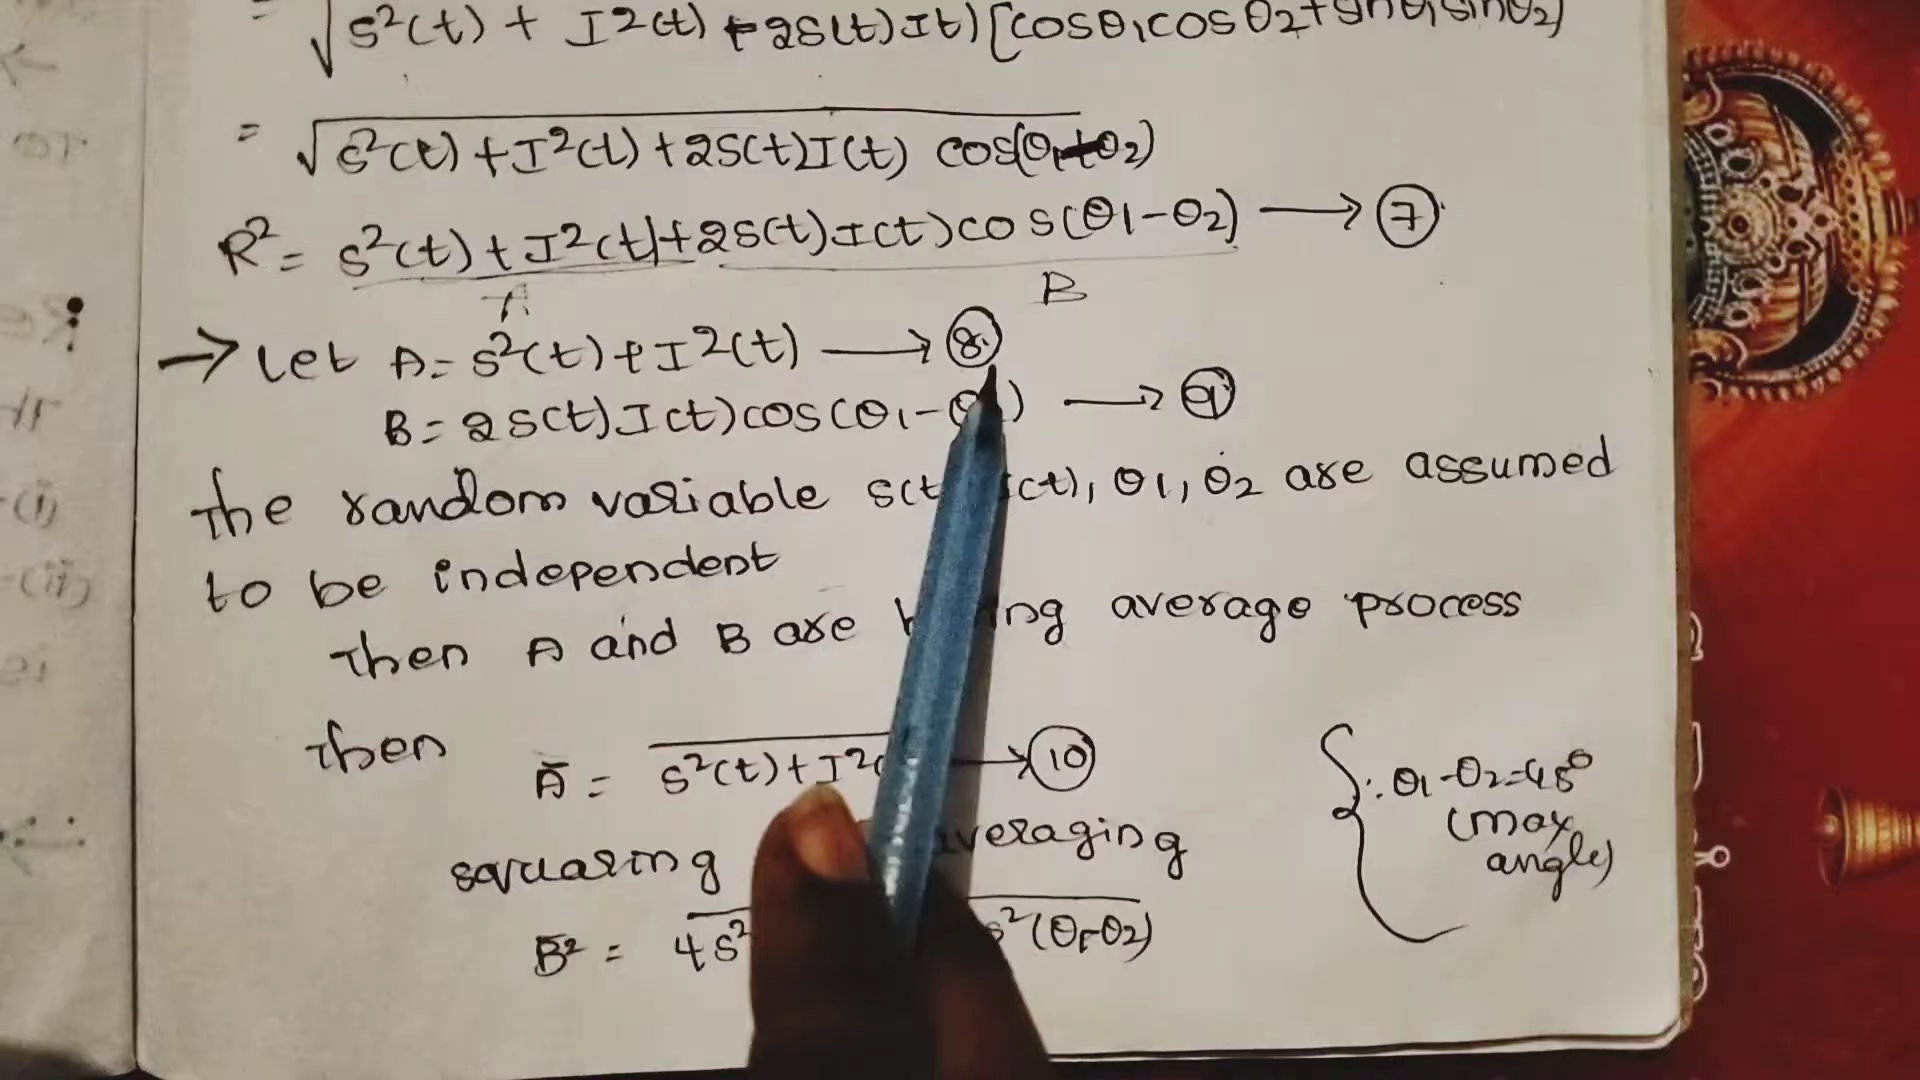 = √S²(t) + I²(t) + 2S(t)I(t) [cosθ1cosθ2+sinθ1sinθ2)
= √S²(t)+I²(t)+2S(t)I(t) cos(θ1-θ2)
R² = S²(t)+I²(t)+2S(t)I(t)cos(θ1-θ2) → ⑦
A B
→ Let A= S²(t)+I²(t) → ⑧
B= 2S(t)I(t)cos(θ1-θ2) → ⑨
The random variable S(t) I(t), θ1, θ2 are assumed
to be independent
Then A and B are average process
Then Ā = S²(t)+I² → ⑩
∴θ1-θ2=45°
(max
angle)
squaring averaging
B̄² = 4S² ²(θ1-θ2)